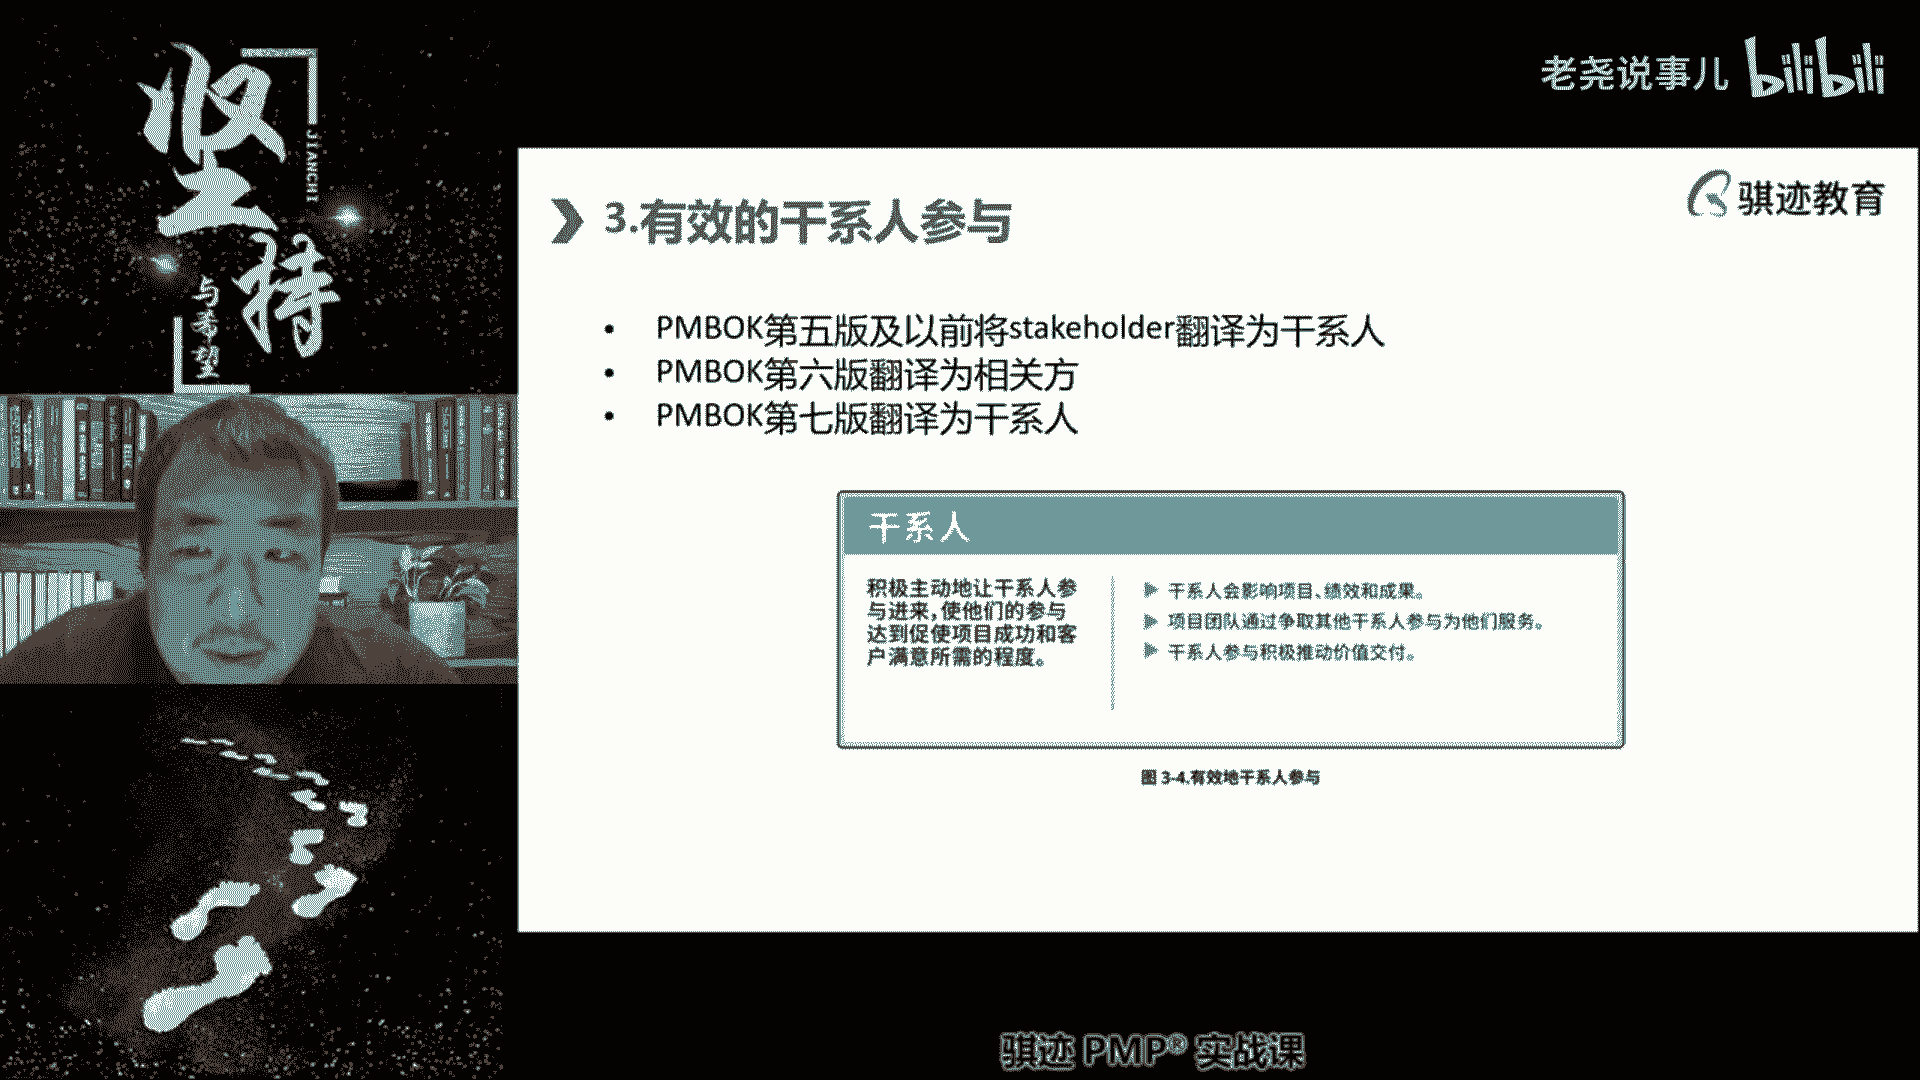 坚持
JIANCHI
与希望
老尧说事儿 bilibili
骐迹教育
3.有效的干系人参与
• PMBOK第五版及以前将stakeholder翻译为干系人
• PMBOK第六版翻译为相关方
• PMBOK第七版翻译为干系人
干系人
积极主动地让干系人参
与进来,使他们的参与
达到促使项目成功和客
户满意所需的程度。
干系人会影响项目、绩效和成果。
项目团队通过争取其他干系人参与为他们服务。
干系人参与积极推动价值交付。
图 3-4.有效地干系人参与
骐迹 PMP® 实战课